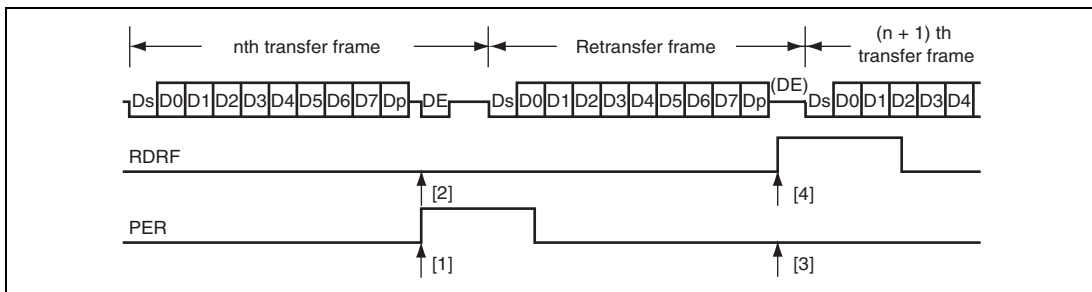 nth transfer frame
Retransfer frame
(n + 1) th
transfer frame
Ds D0 D1 D2 D3 D4 D5 D6 D7 Dp DE Ds D0 D1 D2 D3 D4 D5 D6 D7 Dp (DE) Ds D0 D1 D2 D3 D4
RDRF
[2] [4]
PER
[1] [3]